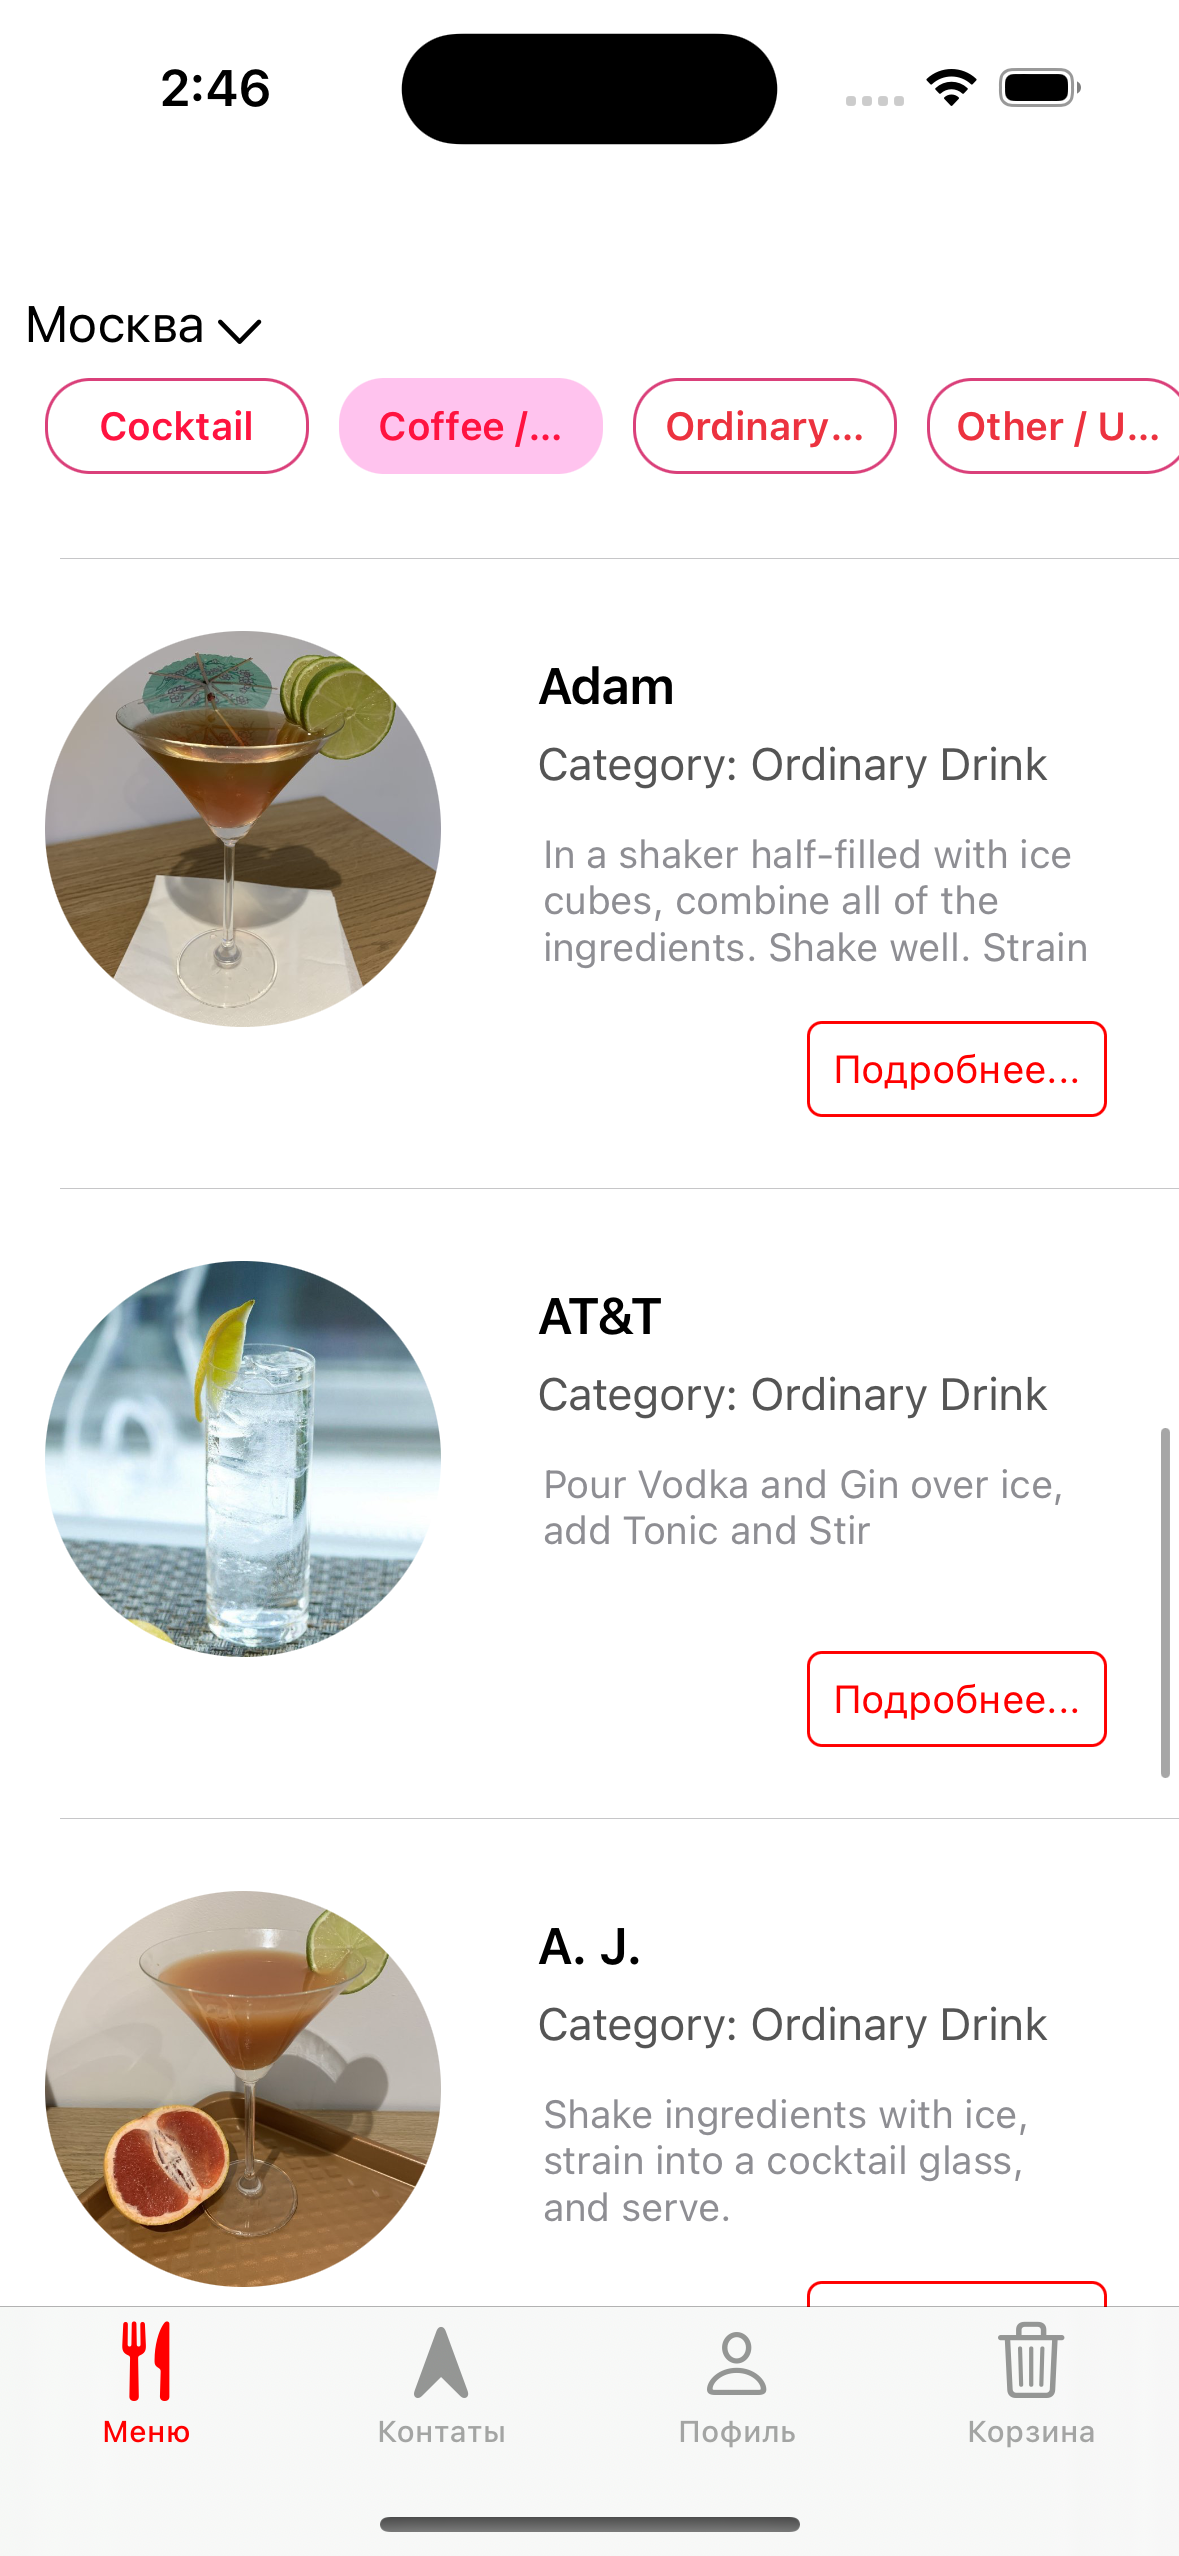 2:46
Москва
Cocktail
Coffee /...
Ordinary...
Other / U...
Adam
Category: Ordinary Drink
In a shaker half-filled with ice
cubes, combine all of the
ingredients. Shake well. Strain
Подробнее...
AT&T
Category: Ordinary Drink
Pour Vodka and Gin over ice,
add Tonic and Stir
Подробнее...
A. J.
Category: Ordinary Drink
Shake ingredients with ice,
strain into a cocktail glass,
and serve.
Меню
Контаты
Пофиль
Корзина